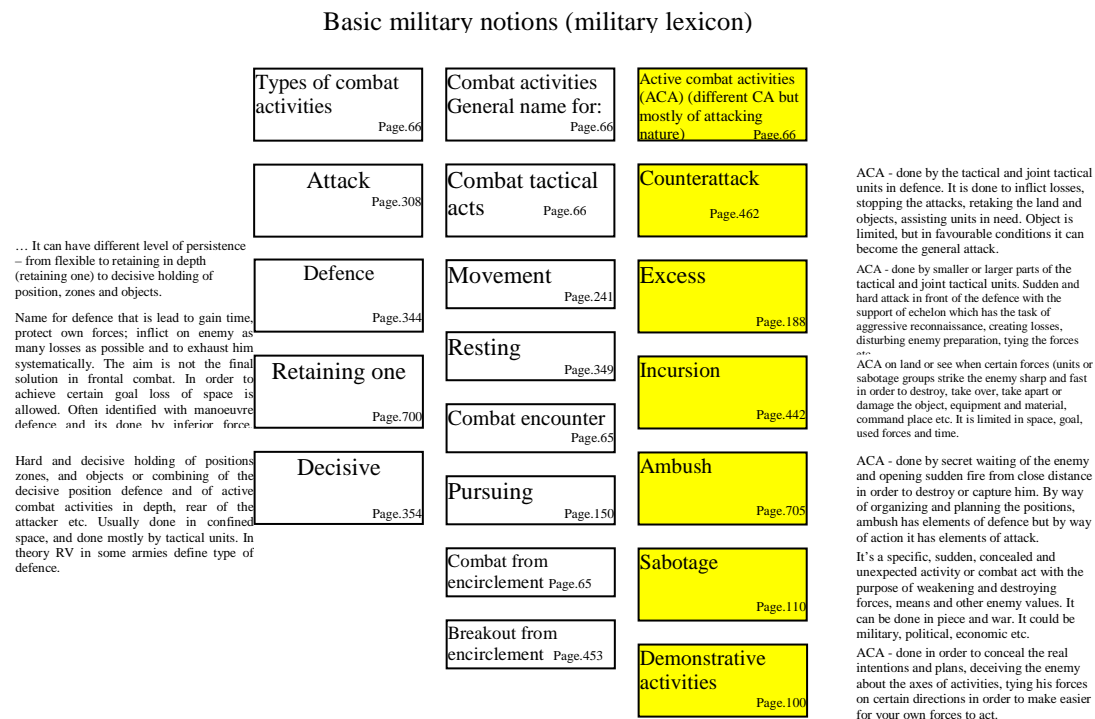 Basic military notions (military lexicon)
Types of combat
activities
Page.66
Combat activities
General name for:
Page.66
Active combat activities
(ACA) (different CA but
mostly of attacking
nature) Page.66
Attack
Page.308
Combat tactical
acts Page.66
Counterattack
Page.462
ACA - done by the tactical and joint tactical
units in defence. It is done to inflict losses,
stopping the attacks, retaking the land and
objects, assisting units in need. Object is
limited, but in favourable conditions it can
become the general attack.
… It can have different level of persistence
– from flexible to retaining in depth
(retaining one) to decisive holding of
position, zones and objects.
Defence
Page.344
Movement
Page.241
Excess
Page.188
ACA - done by smaller or larger parts of the
tactical and joint tactical units. Sudden and
hard attack in front of the defence with the
support of echelon which has the task of
aggressive reconnaissance, creating losses,
disturbing enemy preparation, tying the forces
etc.
Name for defence that is lead to gain time,
protect own forces; inflict on enemy as
many losses as possible and to exhaust him
systematically. The aim is not the final
solution in frontal combat. In order to
achieve certain goal loss of space is
allowed. Often identified with manoeuvre
defence and its done by inferior force.
Retaining one
Page.700
Resting
Page.349
Incursion
Page.442
ACA on land or see when certain forces (units or
sabotage groups strike the enemy sharp and fast
in order to destroy, take over, take apart or
damage the object, equipment and material,
command place etc. It is limited in space, goal,
used forces and time.
Combat encounter
Page.65
Hard and decisive holding of positions
zones, and objects or combining of the
decisive position defence and of active
combat activities in depth, rear of the
attacker etc. Usually done in confined
space, and done mostly by tactical units. In
theory RV in some armies define type of
defence.
Decisive
Page.354
Pursuing
Page.150
Ambush
Page.705
ACA - done by secret waiting of the enemy
and opening sudden fire from close distance
in order to destroy or capture him. By way
of organizing and planning the positions,
ambush has elements of defence but by way
of action it has elements of attack.
Combat from
encirclement Page.65
Sabotage
Page.110
It's a specific, sudden, concealed and
unexpected activity or combat act with the
purpose of weakening and destroying
forces, means and other enemy values. It
can be done in piece and war. It could be
military, political, economic etc.
Breakout from
encirclement Page.453
Demonstrative
activities
Page.100
ACA - done in order to conceal the real
intentions and plans, deceiving the enemy
about the axes of activities, tying his forces
on certain directions in order to make easier
for your own forces to act.